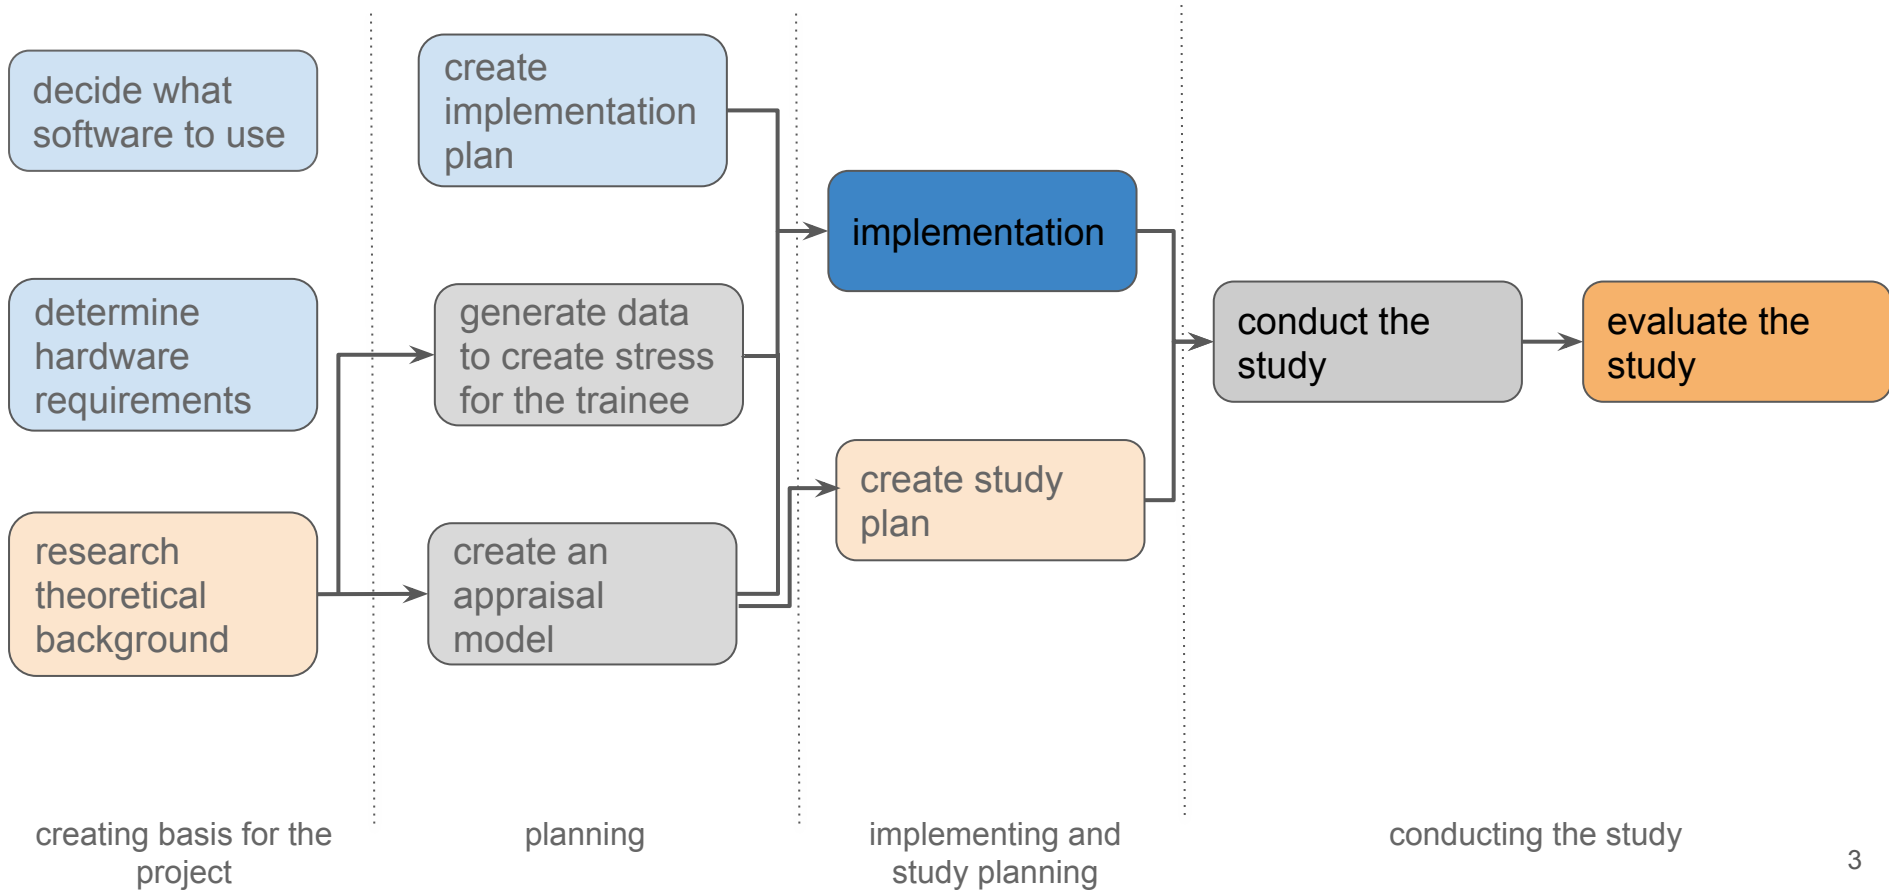 decide what
software to use
determine
hardware
requirements
research
theoretical
background
create
implementation
plan
generate data
to create stress
for the trainee
create an
appraisal
model
implementation
create study
plan
conduct the
study
evaluate the
study
creating basis for the
project
planning
implementing and
study planning
conducting the study
3